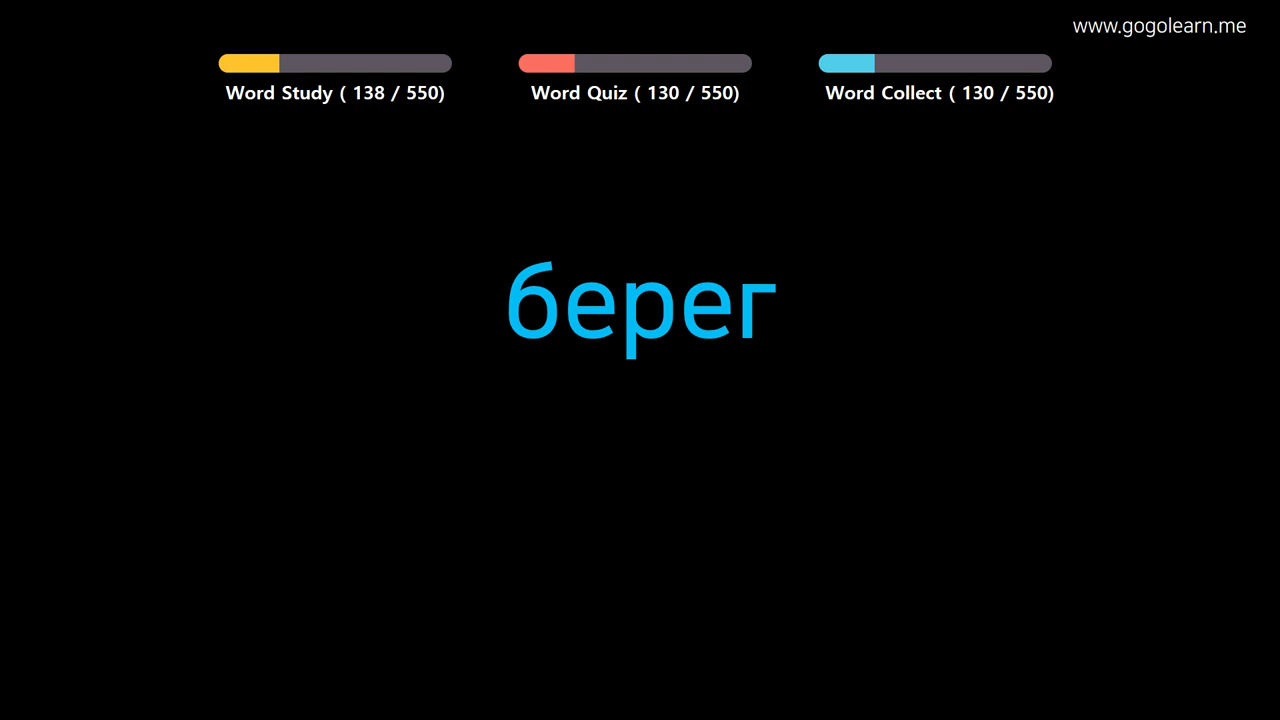 www.gogolearn.me
Word Study ( 138 / 550)
Word Quiz ( 130 / 550)
Word Collect ( 130 / 550)
берег